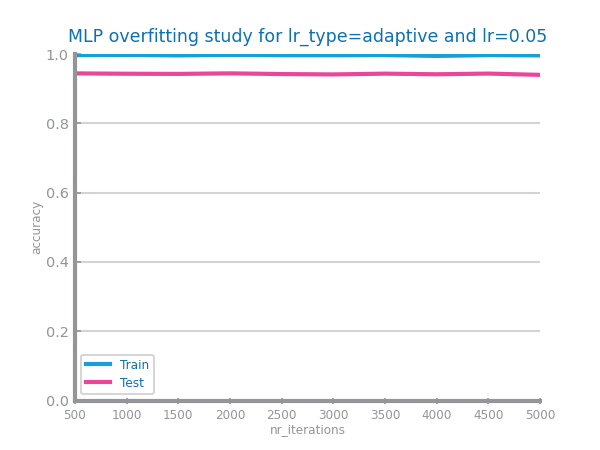 MLP overfitting study for lr_type=adaptive and lr=0.05
1.0
0.8
0.6
0.4
0.2
0.0
accuracy
Train
Test
500 1000 1500 2000 2500 3000 3500 4000 4500 5000
nr_iterations